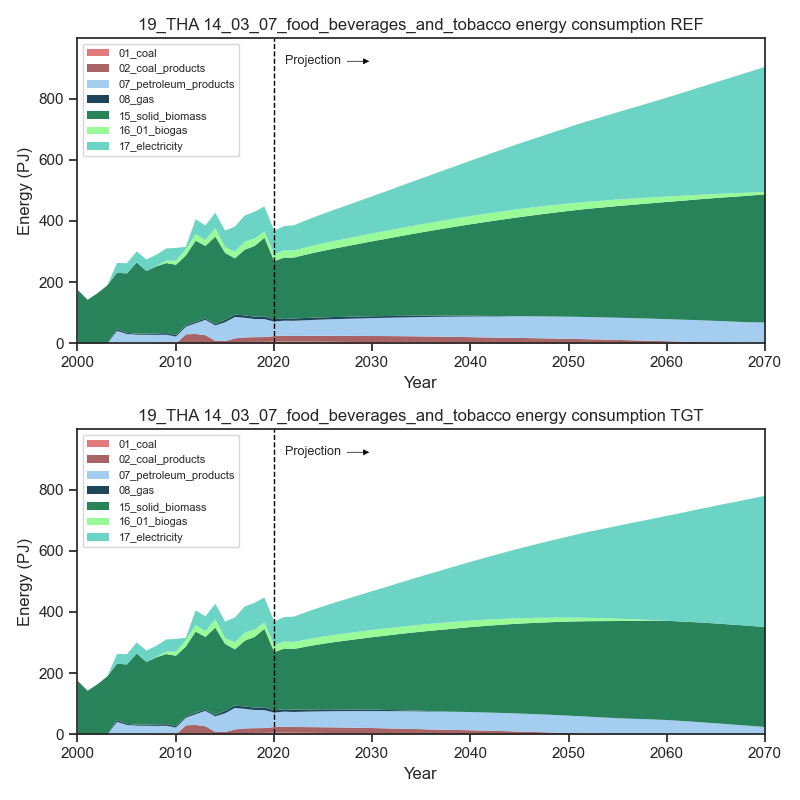 19_THA 14_03_07_food_beverages_and_tobacco energy consumption REF
Energy (PJ)
800
600
400
200
0
01_coal
02_coal_products
07_petroleum_products
08_gas
15_solid_biomass
16_01_biogas
17_electricity
Projection
2000 2010 2020 2030 2040 2050 2060 2070
Year
19_THA 14_03_07_food_beverages_and_tobacco energy consumption TGT
Energy (PJ)
800
600
400
200
0
01_coal
02_coal_products
07_petroleum_products
08_gas
15_solid_biomass
16_01_biogas
17_electricity
Projection
2000 2010 2020 2030 2040 2050 2060 2070
Year